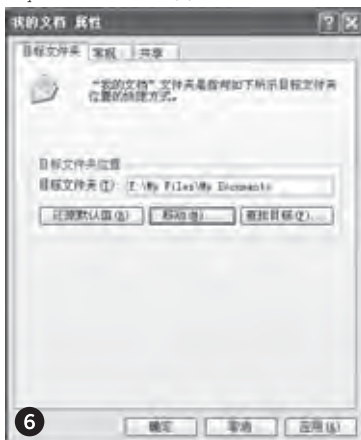 我的文档 属性
目标文件夹 常规 共享
“我的文档”文件夹是指向如下所示目标文件夹
位置的快捷方式。
目标文件夹位置
目标文件夹(T): E:\My Files\My Documents
还原默认值(R) 移动(M)... 查找目标(F)...
6
确定 取消 应用(A)